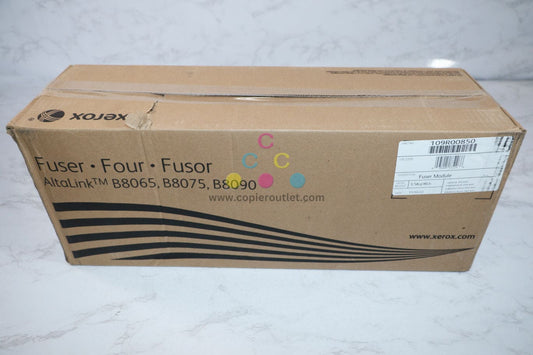 xerox
109R00850
Fuser Module
Fuser • Four • Fusor
AltaLink™ B8065, B8075, B8090
C
C C
www.copieroutlet.com
www.xerox.com